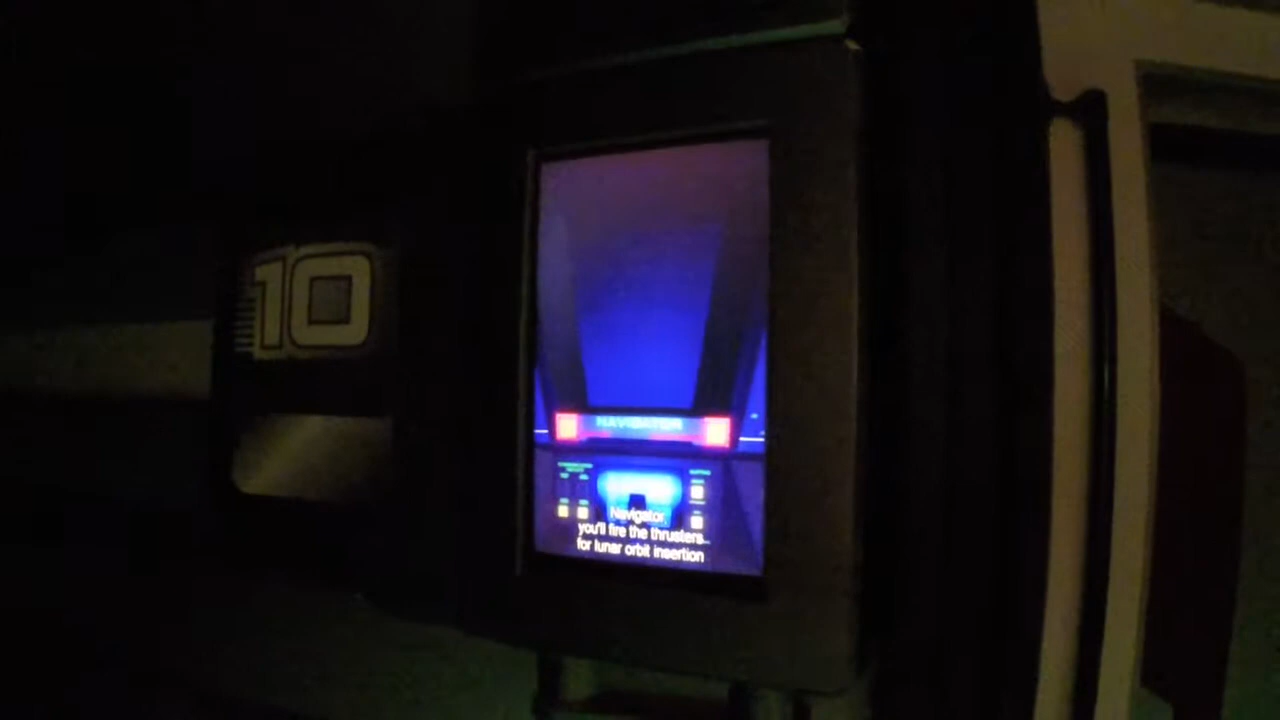 10
NAVIGATOR
Navigator
you'll fire the thrusters
for lunar orbit insertion